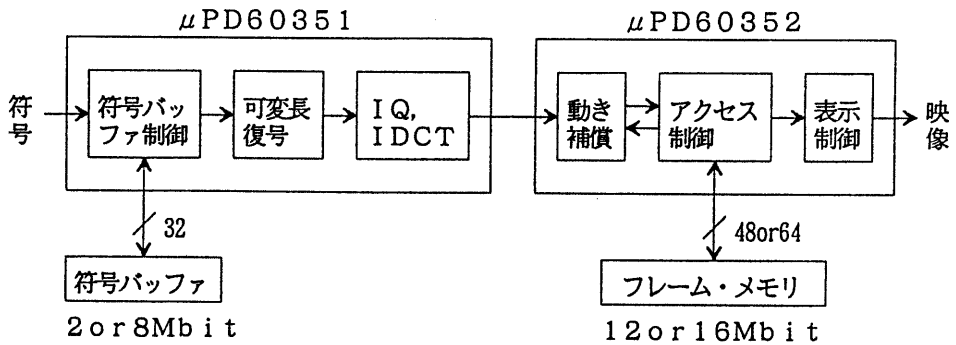 μPD60351
μPD60352
符号
符号バッ
ファ制御
可変長
復号
IQ,
IDCT
動き
補償
アクセス
制御
表示
制御
映像
32
48or64
符号バッファ
フレーム・メモリ
2or8Mbit
12or16Mbit